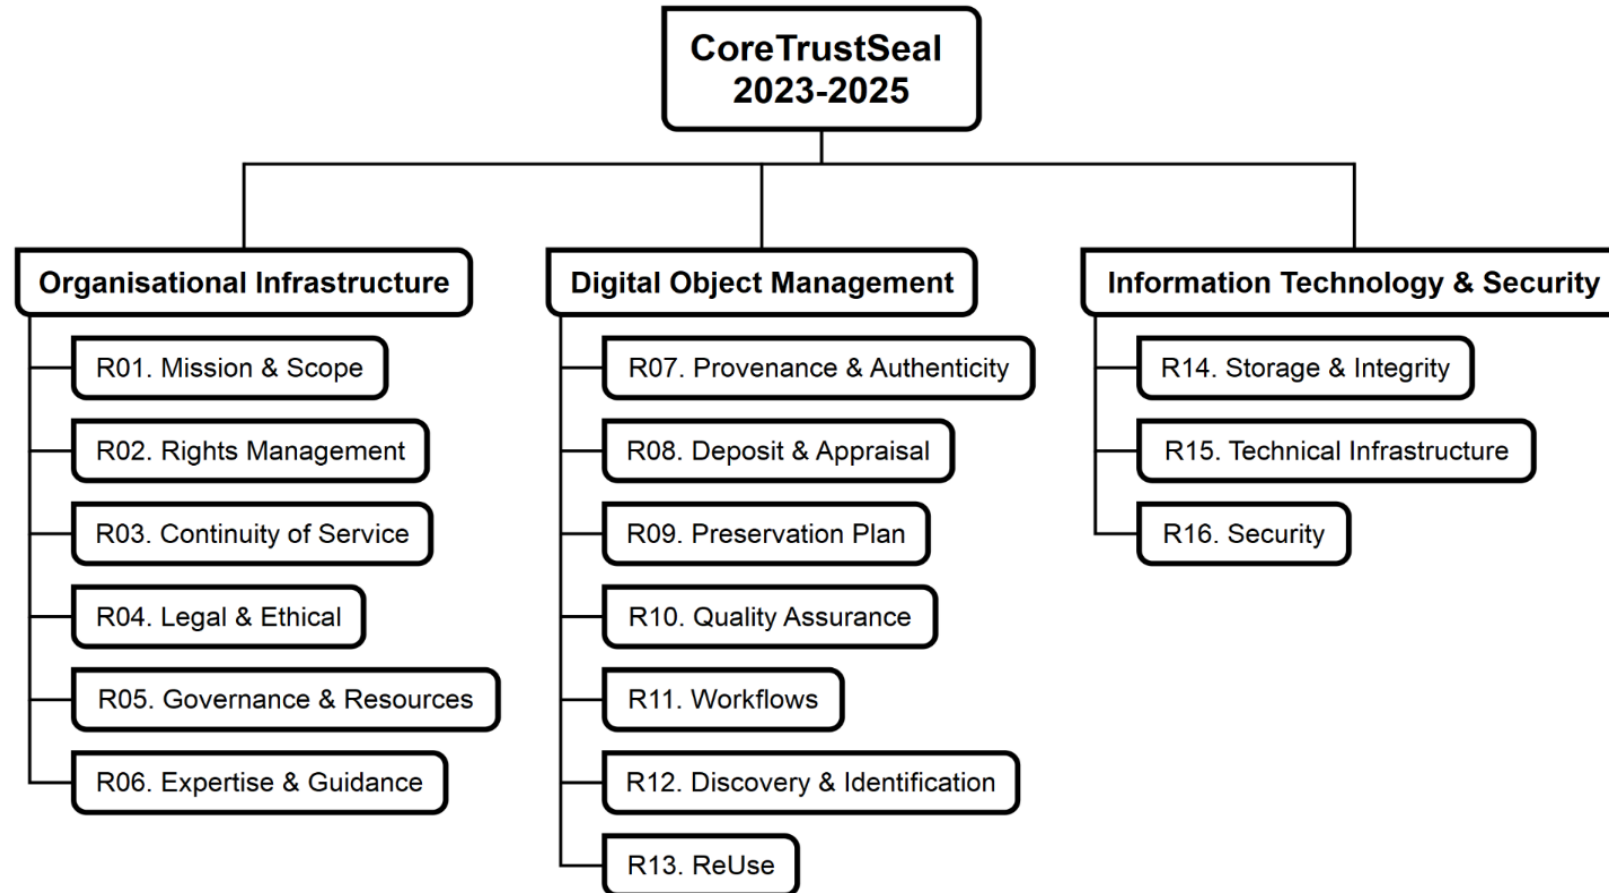 CoreTrustSeal
2023-2025
Organisational Infrastructure
R01. Mission & Scope
R02. Rights Management
R03. Continuity of Service
R04. Legal & Ethical
R05. Governance & Resources
R06. Expertise & Guidance
Digital Object Management
R07. Provenance & Authenticity
R08. Deposit & Appraisal
R09. Preservation Plan
R10. Quality Assurance
R11. Workflows
R12. Discovery & Identification
R13. ReUse
Information Technology & Security
R14. Storage & Integrity
R15. Technical Infrastructure
R16. Security